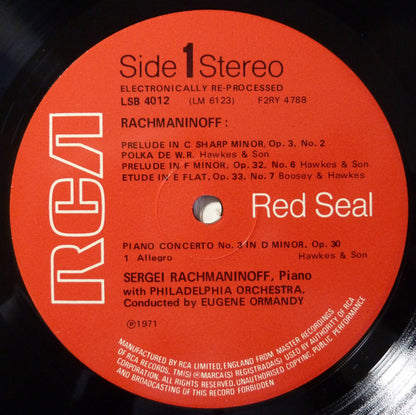 Side 1 Stereo
ELECTRONICALLY RE-PROCESSED
LSB 4012 (LM 6123) F2RY 4788
RACHMANINOFF :
PRELUDE IN C SHARP MINOR, Op. 3, No. 2
POLKA DE W.R. Hawkes & Son
PRELUDE IN F MINOR, Op. 32, No. 6 Hawkes & Son
ETUDE IN E FLAT, Op. 33, No. 7 Boosey & Hawkes
RCA
Red Seal
PIANO CONCERTO No. 3 IN D MINOR, Op. 30
1 Allegro Hawkes & Son
SERGEI RACHMANINOFF, Piano
with PHILADELPHIA ORCHESTRA,
Conducted by EUGENE ORMANDY
Ⓟ1971
MANUFACTURED BY RCA LIMITED, ENGLAND FROM MASTER RECORDINGS
OF RCA RECORDS. TM(S) ® MARCA(S) REGISTRADA(S) USED BY AUTHORITY OF RCA
CORPORATION. ALL RIGHTS RESERVED. UNAUTHORISED COPYING, PUBLIC PERFORMANCE
AND BROADCASTING OF THIS RECORD FORBIDDEN